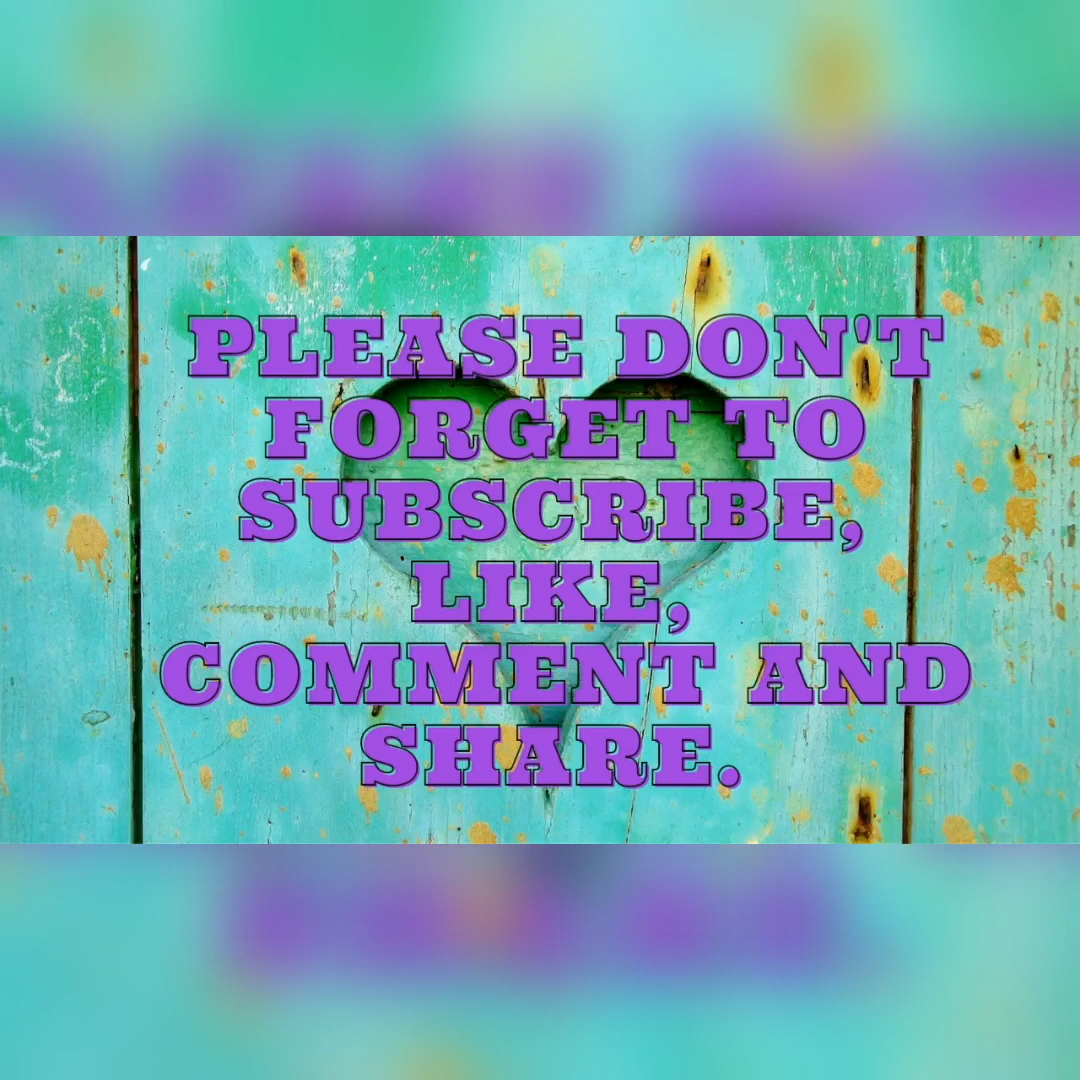 PLEASE DON'T
FORGET TO
SUBSCRIBE,
LIKE,
COMMENT AND
SHARE.